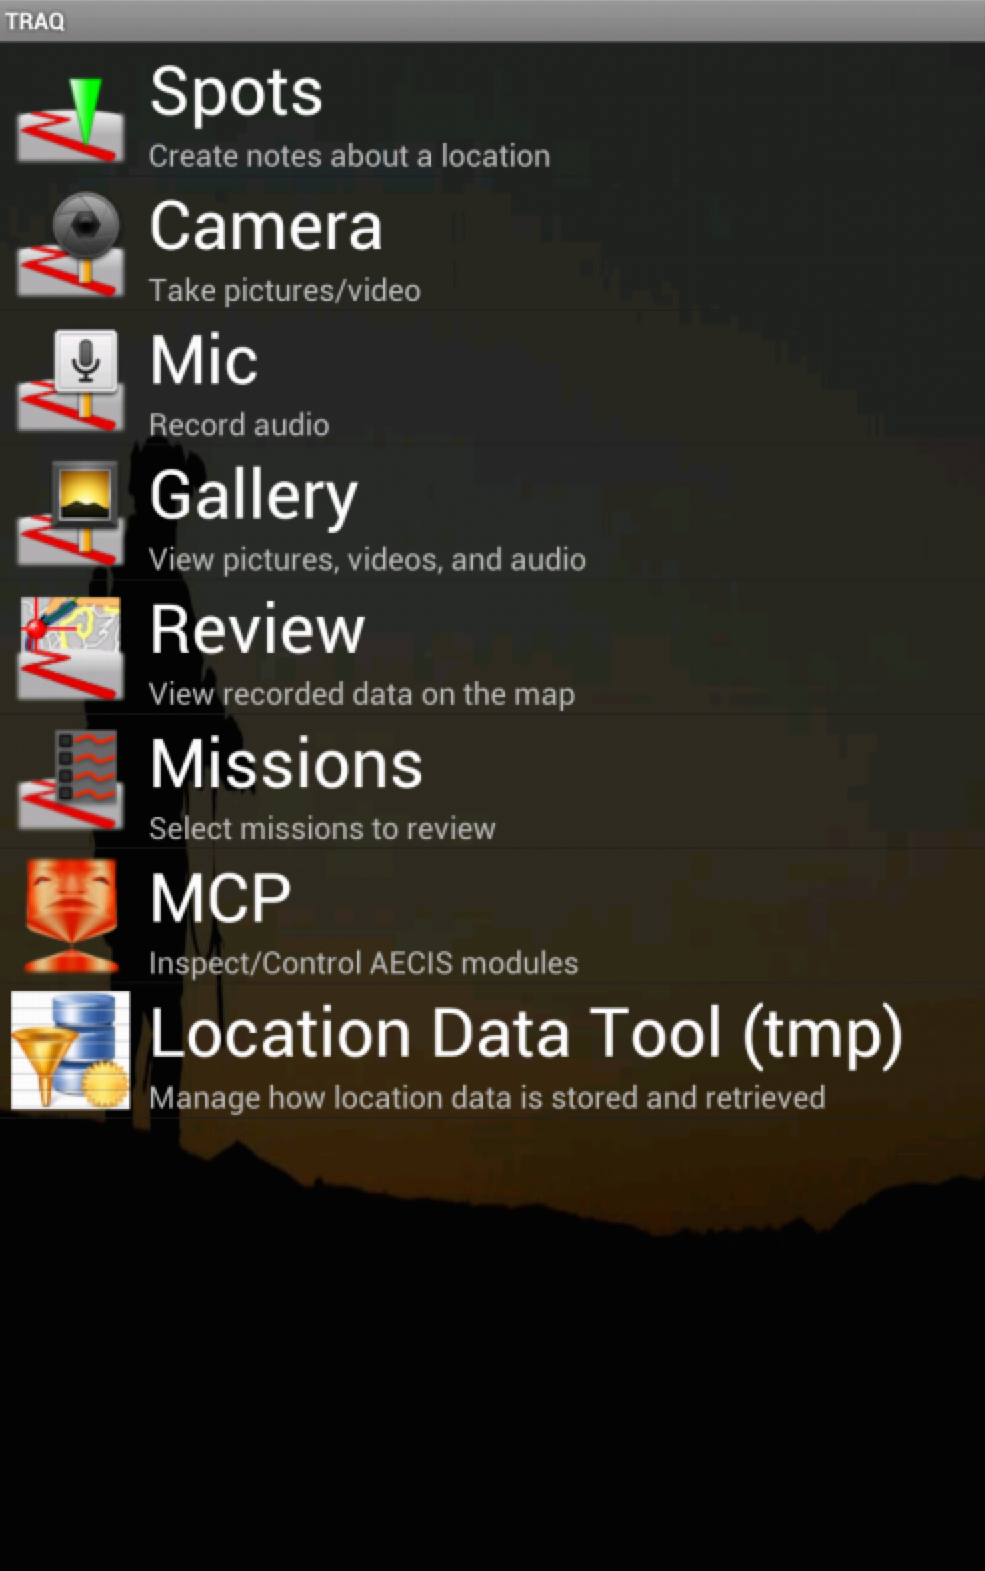 TRAQ
Spots
Create notes about a location
Camera
Take pictures/video
Mic
Record audio
Gallery
View pictures, videos, and audio
Review
View recorded data on the map
Missions
Select missions to review
MCP
Inspect/Control AECIS modules
Location Data Tool (tmp)
Manage how location data is stored and retrieved